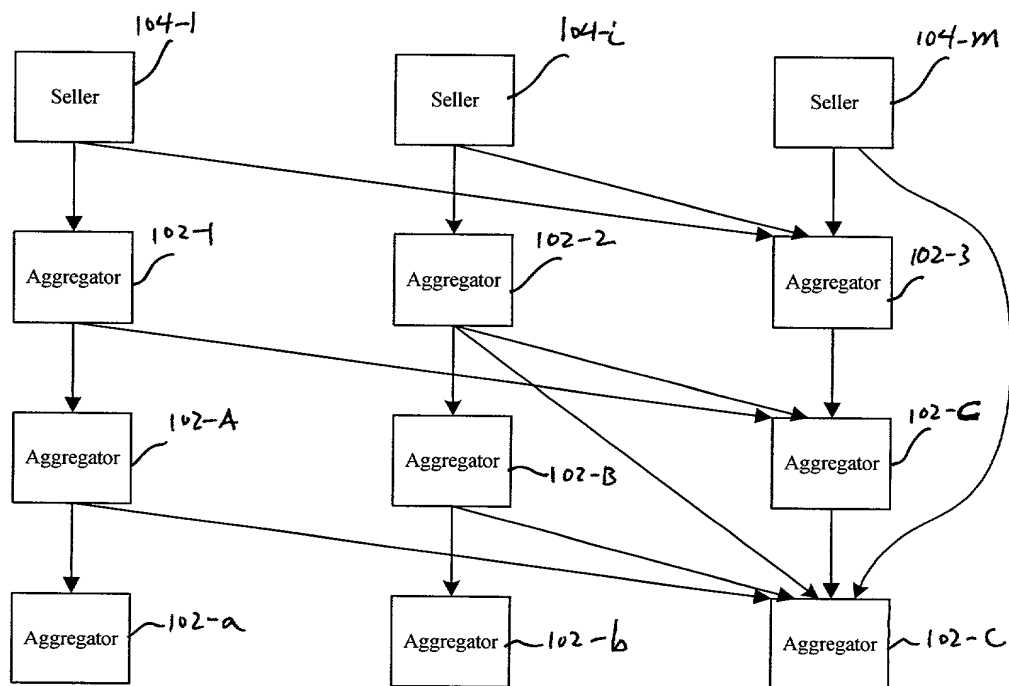 104-1
104-i
104-m
Seller
Seller
Seller
102-1
102-2
102-3
Aggregator
Aggregator
Aggregator
102-A
102-B
102-C
Aggregator
Aggregator
Aggregator
102-a
102-b
102-c
Aggregator
Aggregator
Aggregator